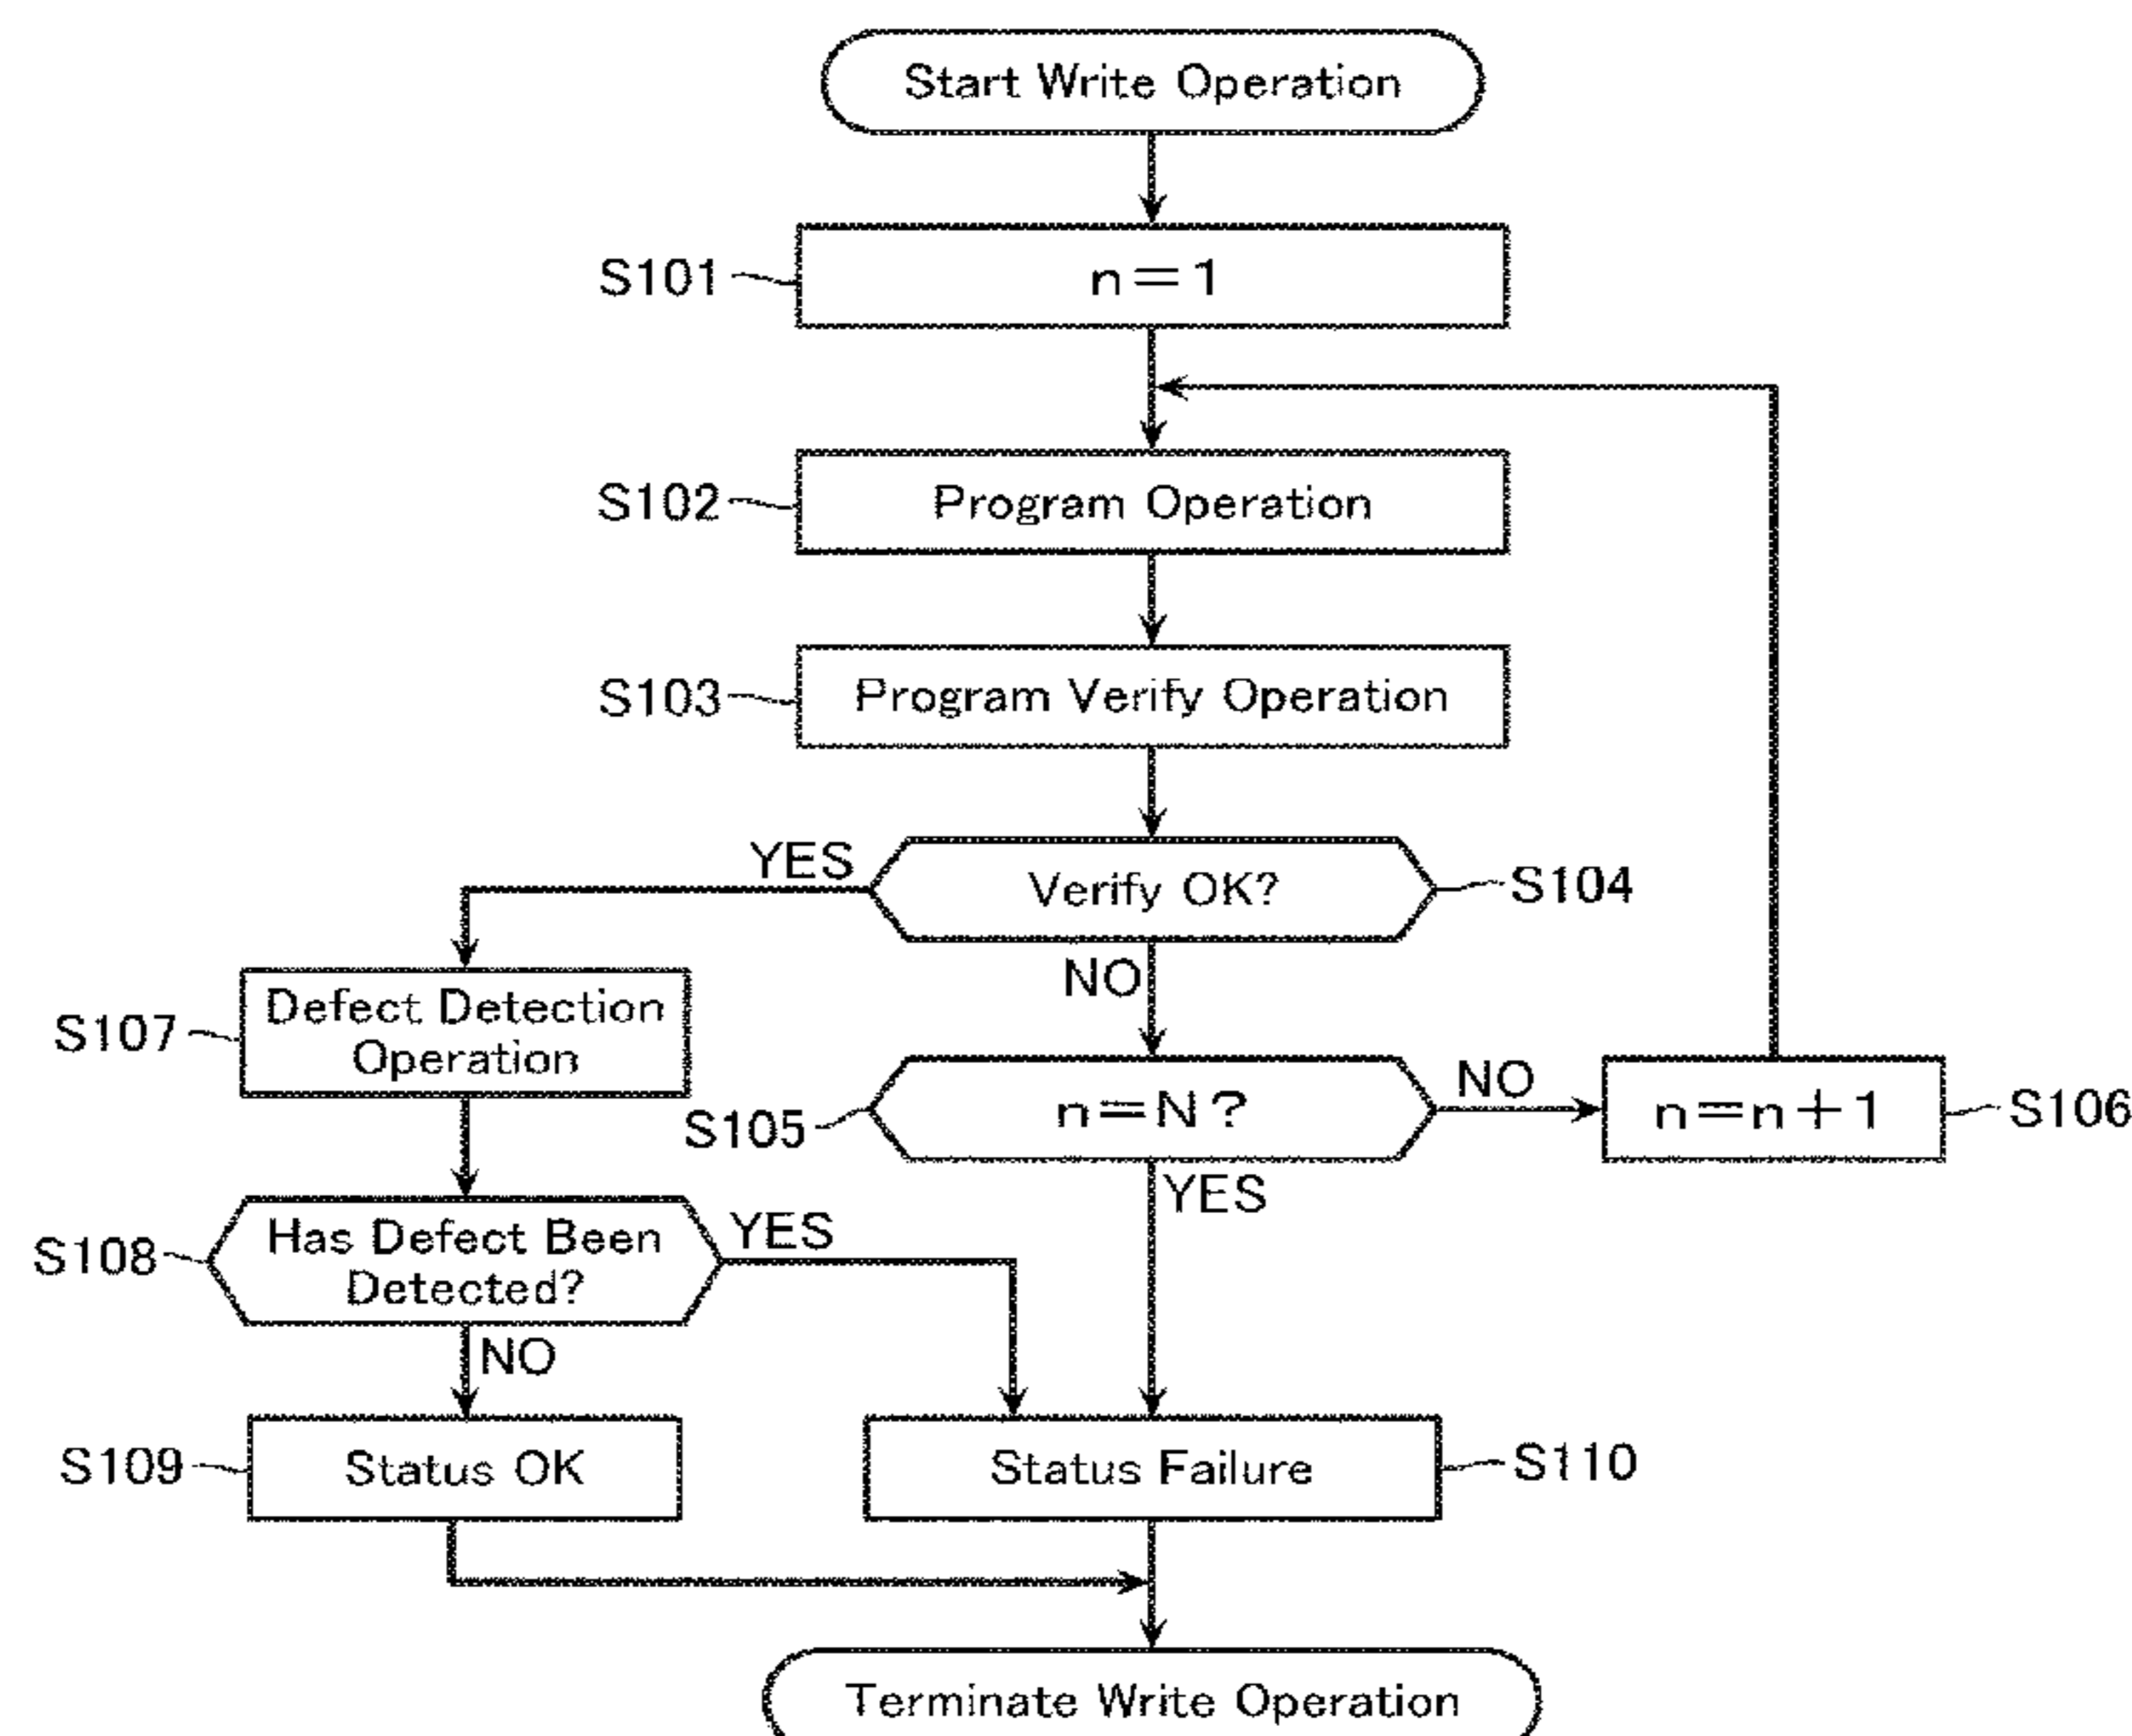 Start Write Operation
S101
n=1
S102
Program Operation
S103
Program Verify Operation
YES
Verify OK?
S104
NO
S107
Defect Detection
Operation
S105
n=N?
NO
n=n+1
S106
YES
S108
Has Defect Been
Detected?
YES
NO
S109
Status OK
Status Failure
S110
Terminate Write Operation